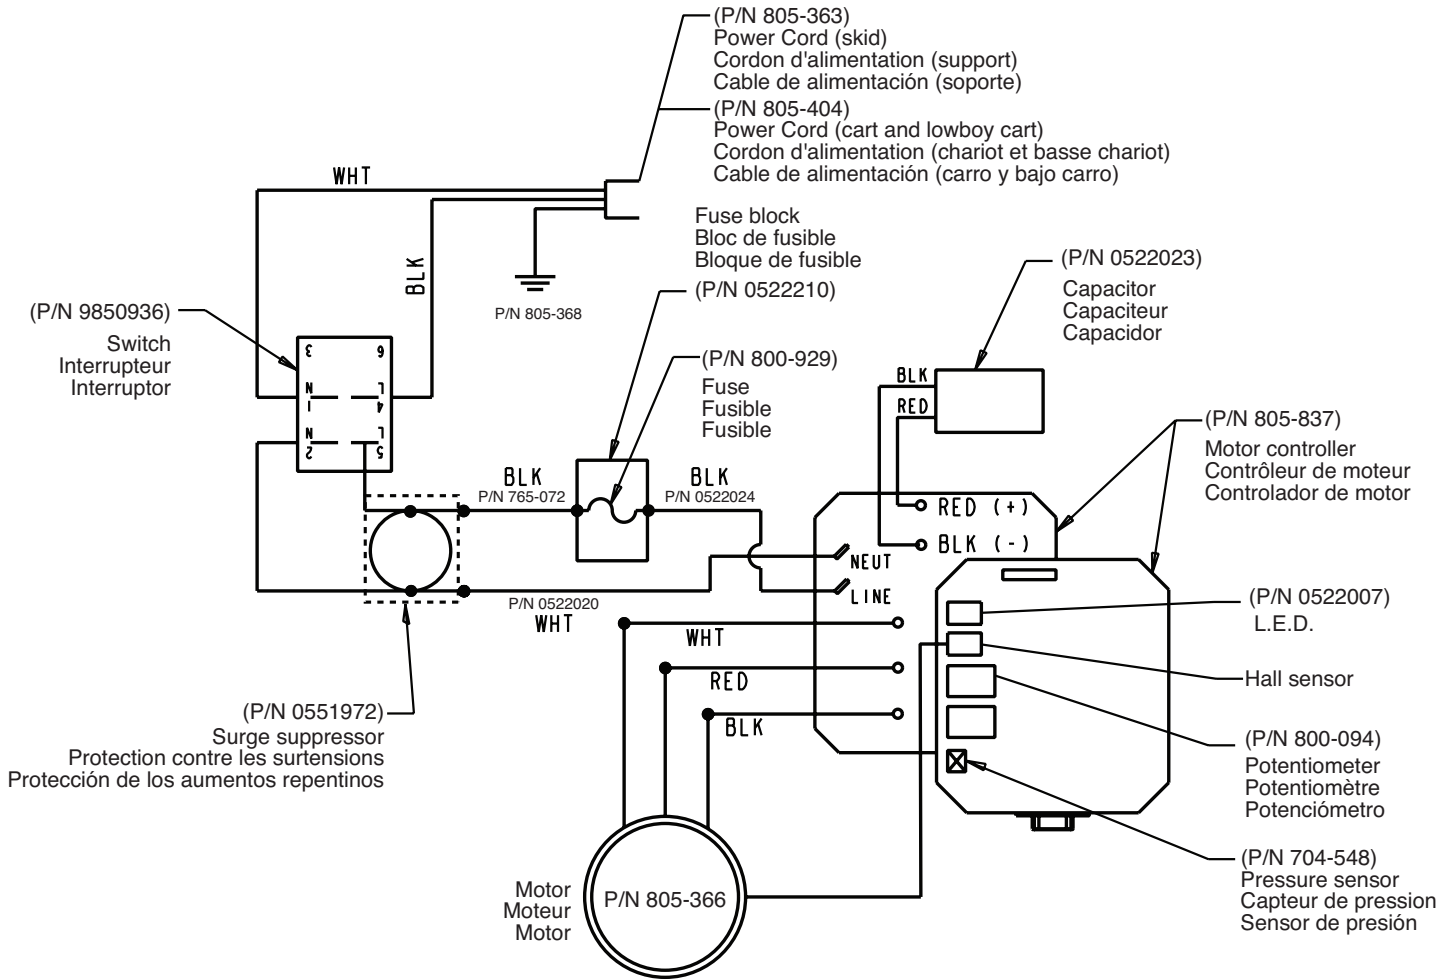 (P/N 805-363)
Power Cord (skid)
Cordon d'alimentation (support)
Cable de alimentación (soporte)
(P/N 805-404)
Power Cord (cart and lowboy cart)
Cordon d'alimentation (chariot et basse chariot)
Cable de alimentación (carro y bajo carro)
WHT
BLK
P/N 805-368
Fuse block
Bloc de fusible
Bloque de fusible
(P/N 0522210)
(P/N 0522023)
Capacitor
Capaciteur
Capacidor
(P/N 9850936)
Switch
Interrupteur
Interruptor
3 6
N L
1 4
N L
2 5
(P/N 800-929)
Fuse
Fusible
Fusible
BLK
RED
(P/N 805-837)
Motor controller
Contrôleur de moteur
Controlador de motor
BLK
P/N 765-072
BLK
P/N 0522024
RED (+)
BLK (-)
NEUT
LINE
P/N 0522020
WHT
WHT
RED
BLK
(P/N 0522007)
L.E.D.
Hall sensor
(P/N 0551972)
Surge suppressor
Protection contre les surtensions
Protección de los aumentos repentinos
(P/N 800-094)
Potentiometer
Potentiomètre
Potenciómetro
(P/N 704-548)
Pressure sensor
Capteur de pression
Sensor de presión
Motor
Moteur
Motor
P/N 805-366